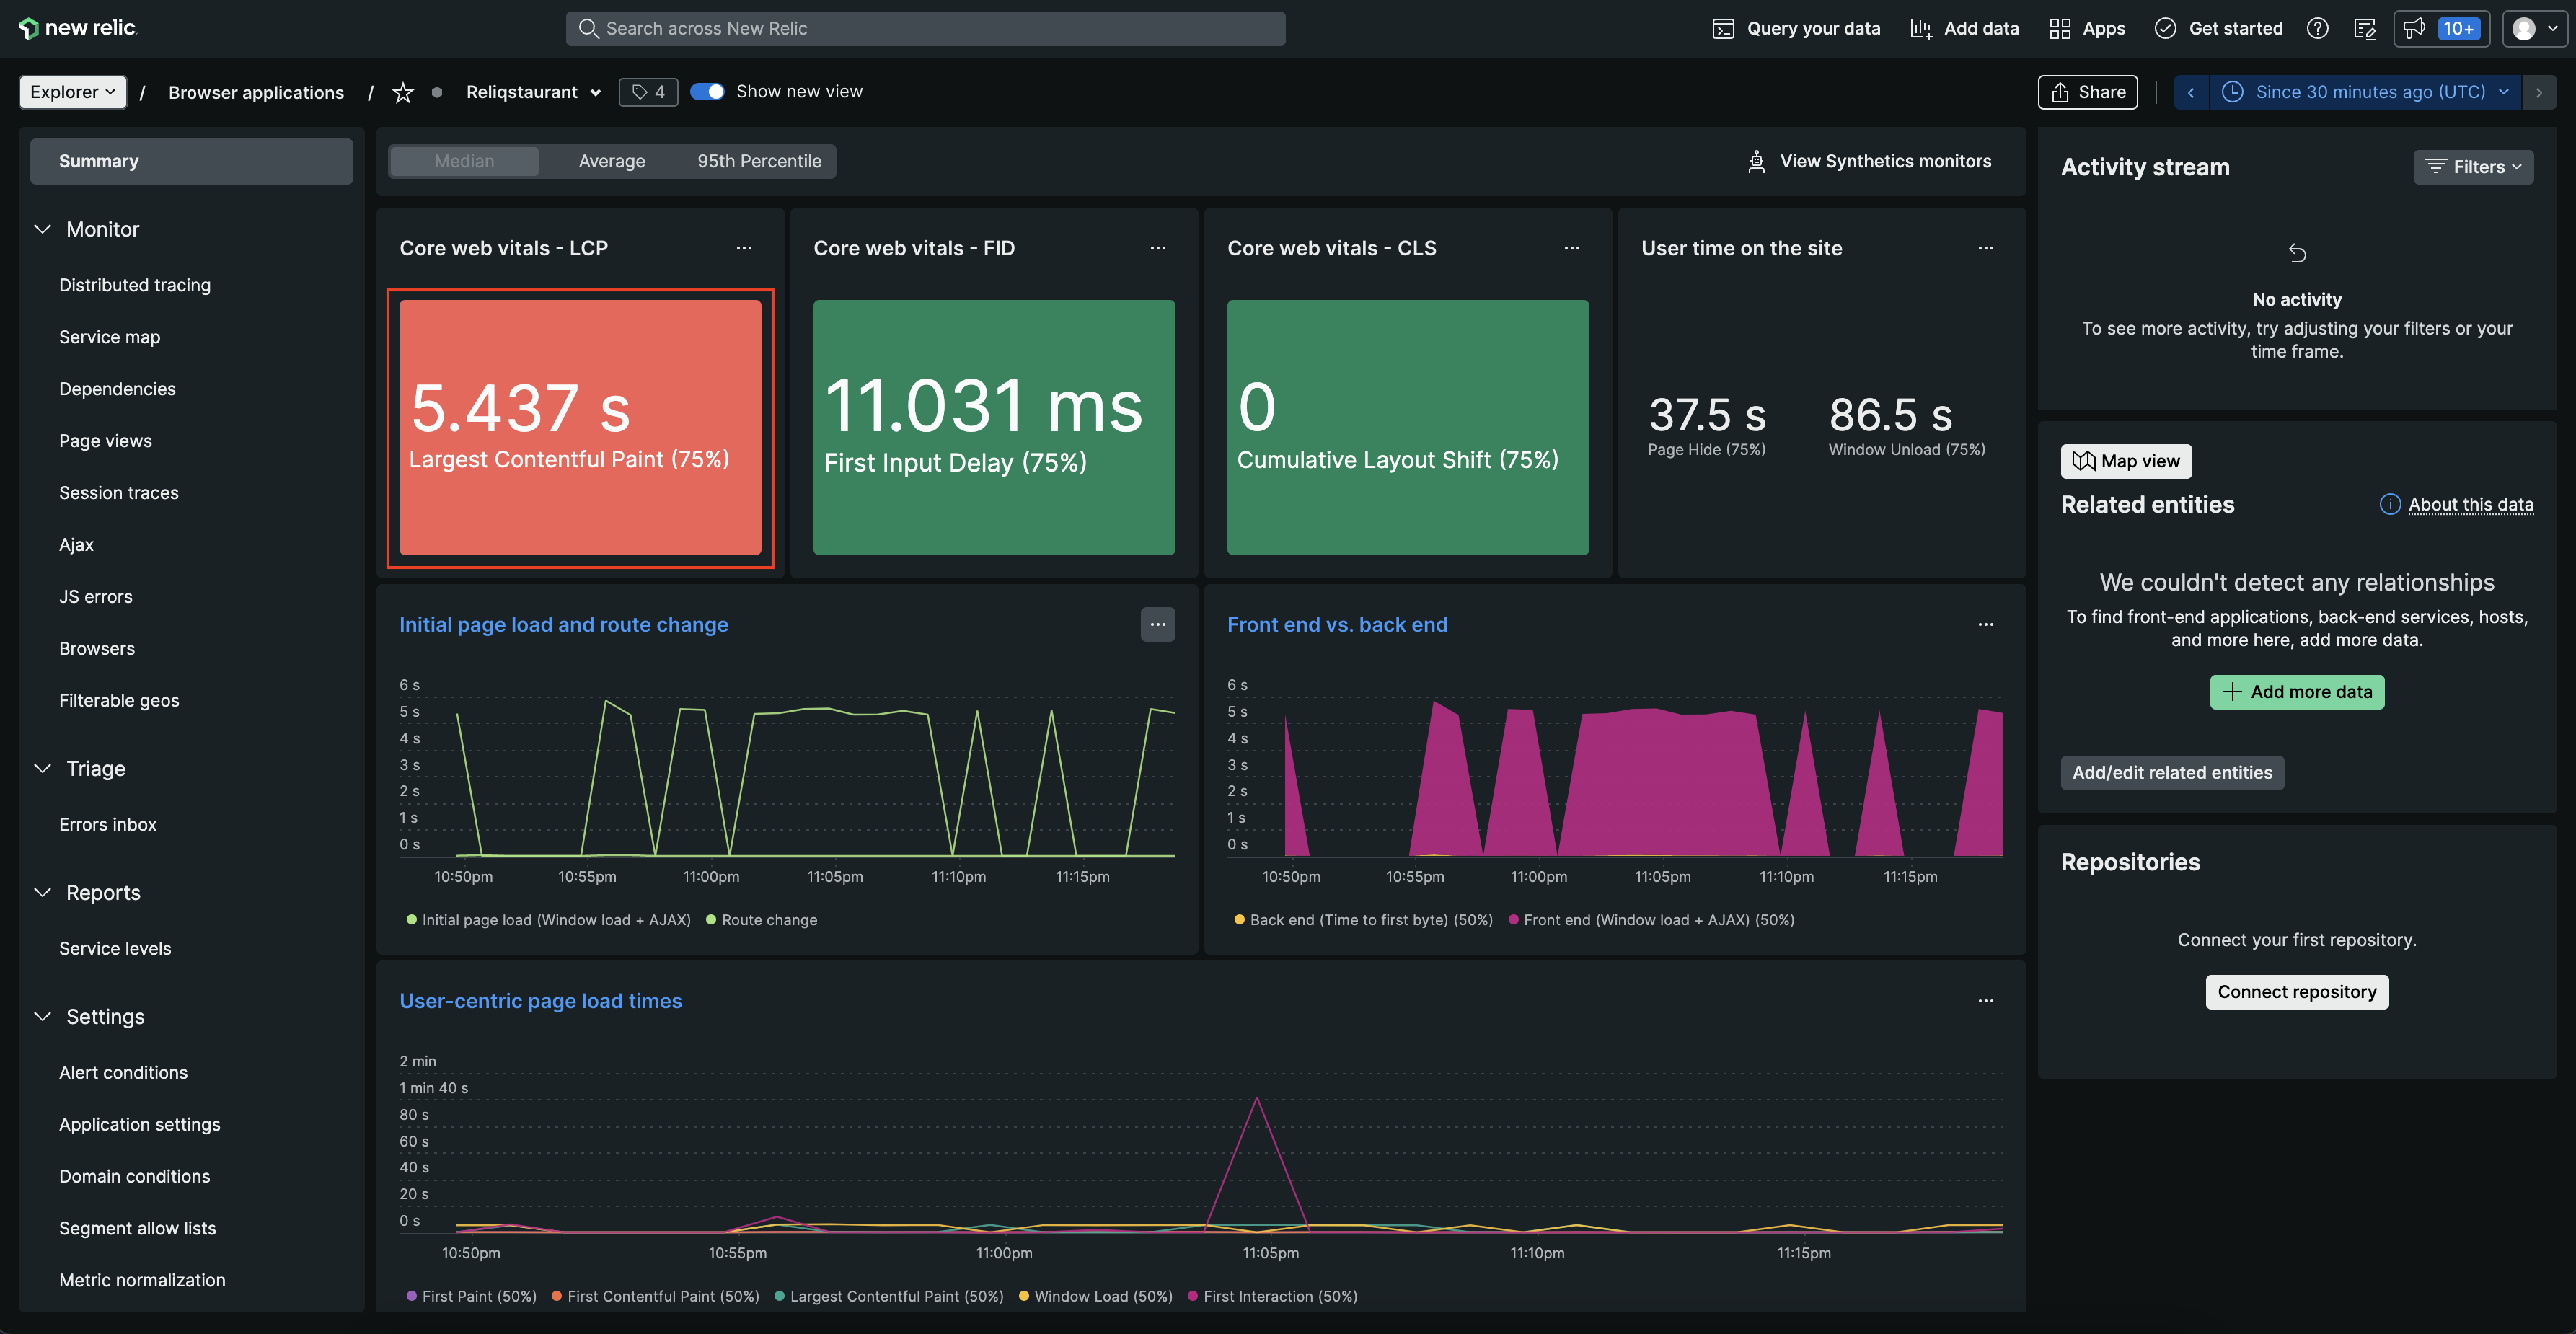 new relic
Search across New Relic
Query your data
Add data
Apps
Get started
10+
Explorer / Browser applications / Reliqstaurant 4 Show new view
Share
Since 30 minutes ago (UTC)
Summary
Monitor
Distributed tracing
Service map
Dependencies
Page views
Session traces
Ajax
JS errors
Browsers
Filterable geos
Triage
Errors inbox
Reports
Service levels
Settings
Alert conditions
Application settings
Domain conditions
Segment allow lists
Metric normalization
Median Average 95th Percentile
View Synthetics monitors
Core web vitals - LCP
5.437 s
Largest Contentful Paint (75%)
Core web vitals - FID
11.031 ms
First Input Delay (75%)
Core web vitals - CLS
0
Cumulative Layout Shift (75%)
User time on the site
37.5 s
Page Hide (75%)
86.5 s
Window Unload (75%)
Initial page load and route change
6 s
5 s
4 s
3 s
2 s
1 s
0 s
10:50pm 10:55pm 11:00pm 11:05pm 11:10pm 11:15pm
Initial page load (Window load + AJAX) Route change
Front end vs. back end
6 s
5 s
4 s
3 s
2 s
1 s
0 s
10:50pm 10:55pm 11:00pm 11:05pm 11:10pm 11:15pm
Back end (Time to first byte) (50%) Front end (Window load + AJAX) (50%)
User-centric page load times
2 min
1 min 40 s
80 s
60 s
40 s
20 s
0 s
10:50pm 10:55pm 11:00pm 11:05pm 11:10pm 11:15pm
First Paint (50%) First Contentful Paint (50%) Largest Contentful Paint (50%) Window Load (50%) First Interaction (50%)
Activity stream
Filters
No activity
To see more activity, try adjusting your filters or your
time frame.
Map view
Related entities
About this data
We couldn't detect any relationships
To find front-end applications, back-end services, hosts,
and more here, add more data.
Add more data
Add/edit related entities
Repositories
Connect your first repository.
Connect repository